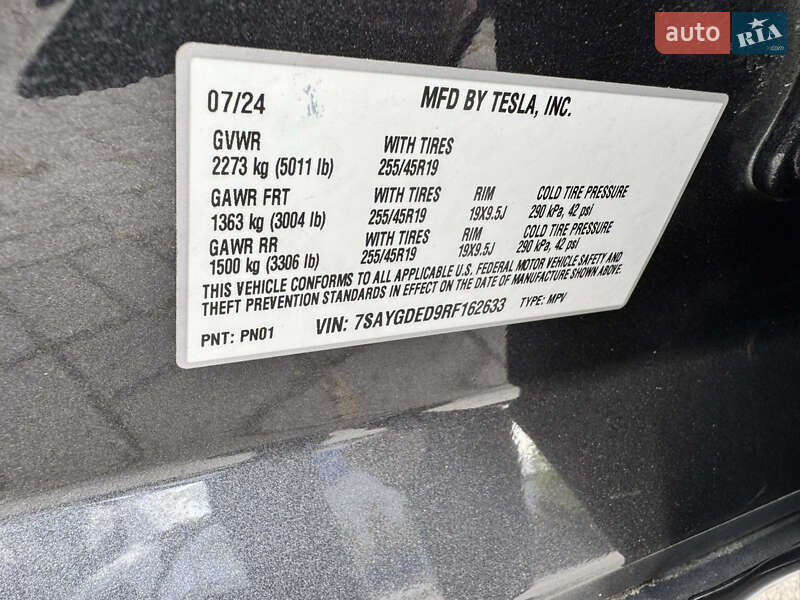 auto RIA .com
07/24 MFD BY TESLA, INC.
GVWR WITH TIRES
2273 kg (5011 lb) 255/45R19
GAWR FRT WITH TIRES RIM COLD TIRE PRESSURE
1363 kg (3004 lb) 255/45R19 19X9.5J 290 kPa, 42 psi
GAWR RR WITH TIRES RIM COLD TIRE PRESSURE
1500 kg (3306 lb) 255/45R19 19X9.5J 290 kPa, 42 psi
THIS VEHICLE CONFORMS TO ALL APPLICABLE U.S. FEDERAL MOTOR VEHICLE SAFETY AND
THEFT PREVENTION STANDARDS IN EFFECT ON THE DATE OF MANUFACTURE SHOWN ABOVE.
PNT: PN01 VIN: 7SAYGDED9RF162633 TYPE: MPV